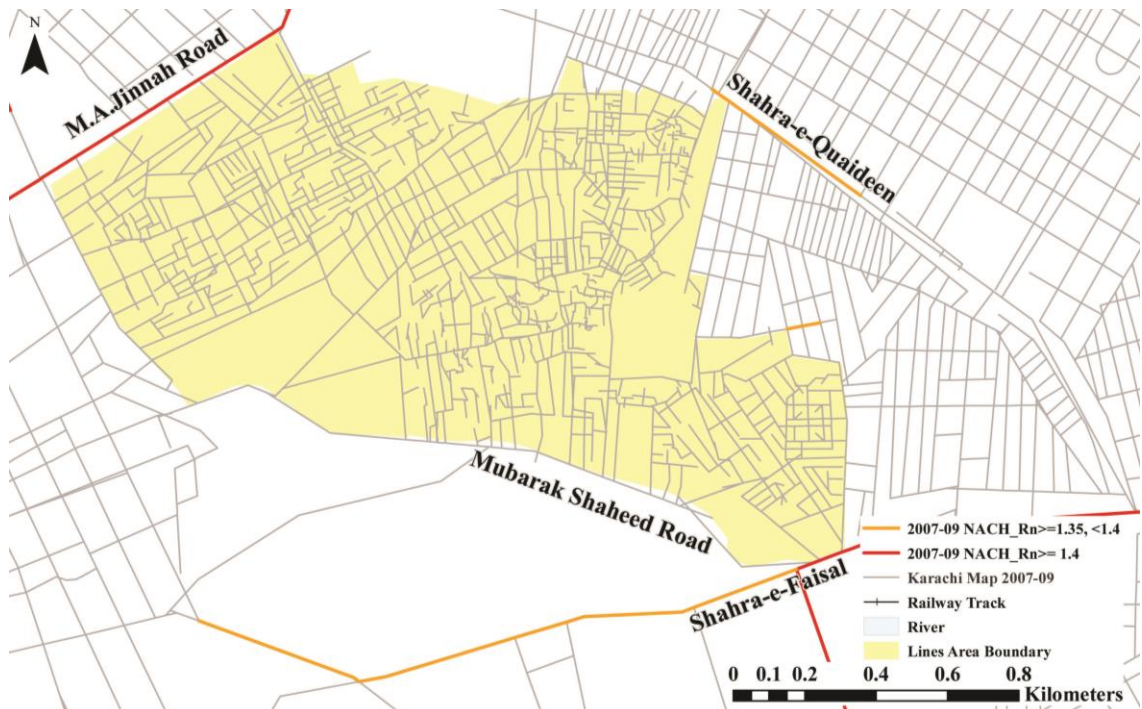 N
M.A.Jinnah Road
Shahra-e-Quaideen
Mubarak Shaheed Road
Shahra-e-Faisal
2007-09 NACH_Rn>=1.35, <1.4
2007-09 NACH_Rn>= 1.4
Karachi Map 2007-09
Railway Track
River
Lines Area Boundary
0 0.1 0.2 0.4 0.6 0.8
Kilometers